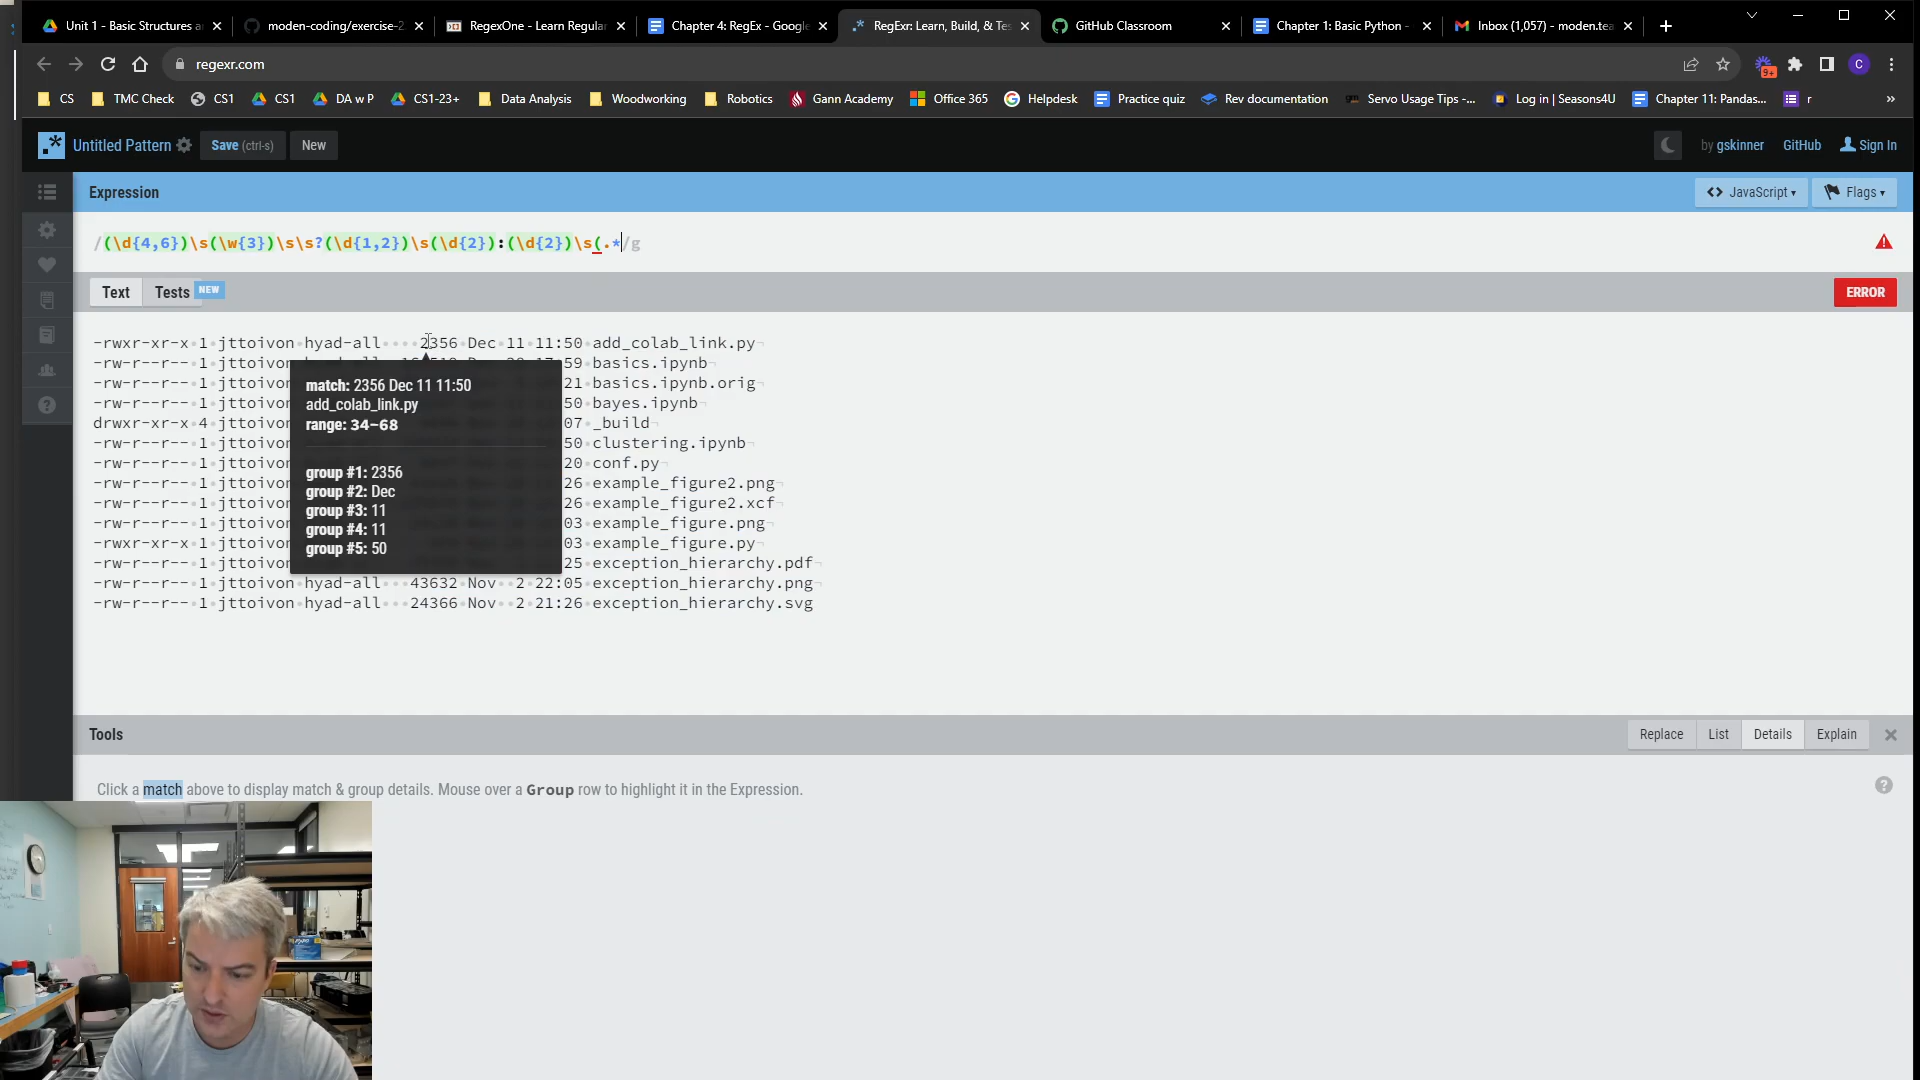 Unit 1 - Basic Structures a
moden-coding/exercise-2
RegexOne - Learn Regular
Chapter 4: RegEx - Google
RegExr: Learn, Build, & Tes
GitHub Classroom
Chapter 1: Basic Python -
Inbox (1,057) - moden.tea
regexr.com
9+
C
CS
TMC Check
CS1
CS1
DA w P
CS1-23+
Data Analysis
Woodworking
Robotics
Gann Academy
Office 365
Helpdesk
Practice quiz
Rev documentation
Servo Usage Tips -...
Log in | Seasons4U
Chapter 11: Pandas...
r
»
Untitled Pattern
Save (ctrl-s)
New
by gskinner
GitHub
Sign In
Expression
<> JavaScript
Flags
/(\d{4,6})\s(\w{3})\s\s?(\d{1,2})\s(\d{2}):(\d{2})\s(.*/g
Text
Tests
NEW
ERROR
-rwxr-xr-x·1·jttoivon·hyad-all····2356·Dec·11·11:50·add_colab_link.py¬
-rw-r--r--·1·jttoivon 59·basics.ipynb¬
-rw-r--r--·1·jttoivon 21·basics.ipynb.orig¬
-rw-r--r--·1·jttoivon 50·bayes.ipynb¬
drwxr-xr-x·4·jttoivon 07·_build¬
-rw-r--r--·1·jttoivon 50·clustering.ipynb¬
-rw-r--r--·1·jttoivon 20·conf.py¬
-rw-r--r--·1·jttoivon 26·example_figure2.png¬
-rw-r--r--·1·jttoivon 26·example_figure2.xcf¬
-rw-r--r--·1·jttoivon 03·example_figure.png¬
-rwxr-xr-x·1·jttoivon 03·example_figure.py¬
-rw-r--r--·1·jttoivon 25·exception_hierarchy.pdf¬
-rw-r--r--·1·jttoivon·hyad-all···43632·Nov··2·22:05·exception_hierarchy.png¬
-rw-r--r--·1·jttoivon·hyad-all···24366·Nov··2·21:26·exception_hierarchy.svg
match: 2356 Dec 11 11:50
add_colab_link.py
range: 34-68
group #1: 2356
group #2: Dec
group #3: 11
group #4: 11
group #5: 50
Tools
Replace
List
Details
Explain
Click a match above to display match & group details. Mouse over a Group row to highlight it in the Expression.